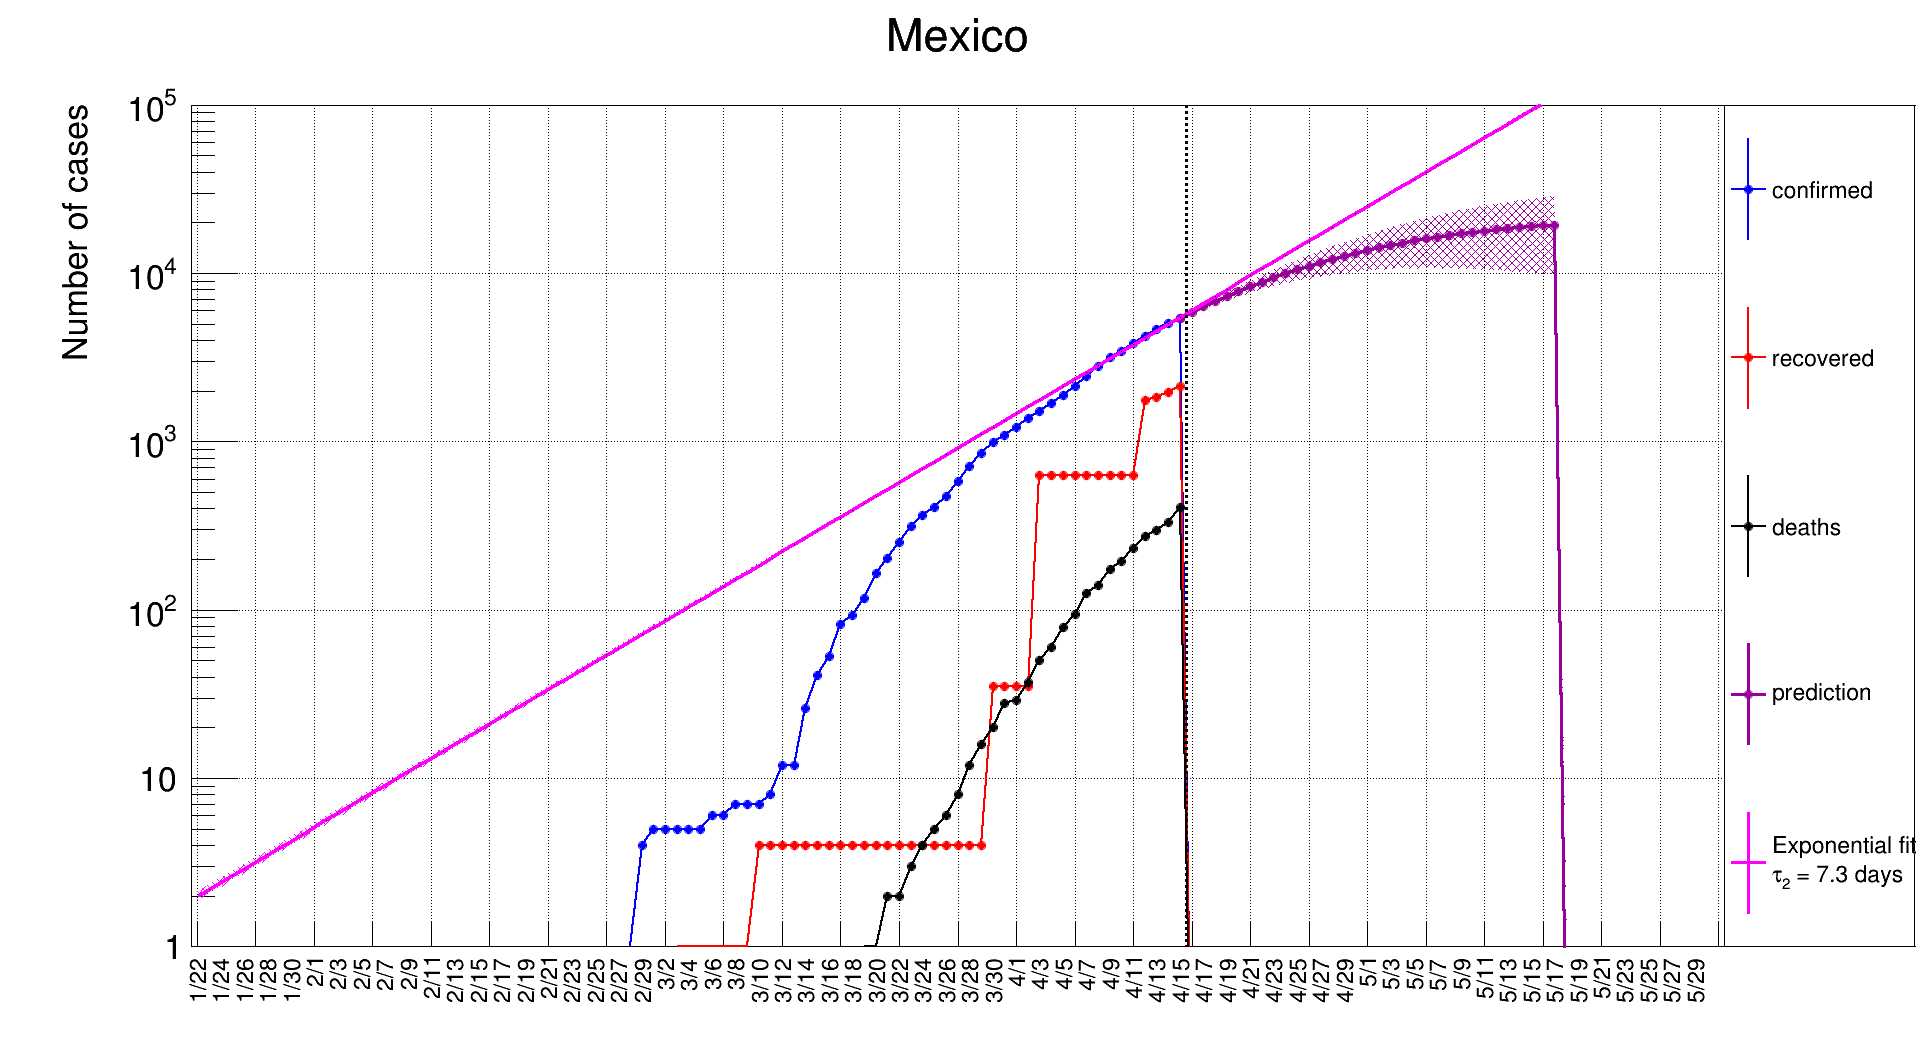 Mexico
Number of cases
10^5
10^4
10^3
10^2
10
1
1/22 1/24 1/26 1/28 1/30 2/1 2/3 2/5 2/7 2/9 2/11 2/13 2/15 2/17 2/19 2/21 2/23 2/25 2/27 2/29 3/2 3/4 3/6 3/8 3/10 3/12 3/14 3/16 3/18 3/20 3/22 3/24 3/26 3/28 3/30 4/1 4/3 4/5 4/7 4/9 4/11 4/13 4/15 4/17 4/19 4/21 4/23 4/25 4/27 4/29 5/1 5/3 5/5 5/7 5/9 5/11 5/13 5/15 5/17 5/19 5/21 5/23 5/25 5/27 5/29
confirmed
recovered
deaths
prediction
Exponential fit
τ₂ = 7.3 days